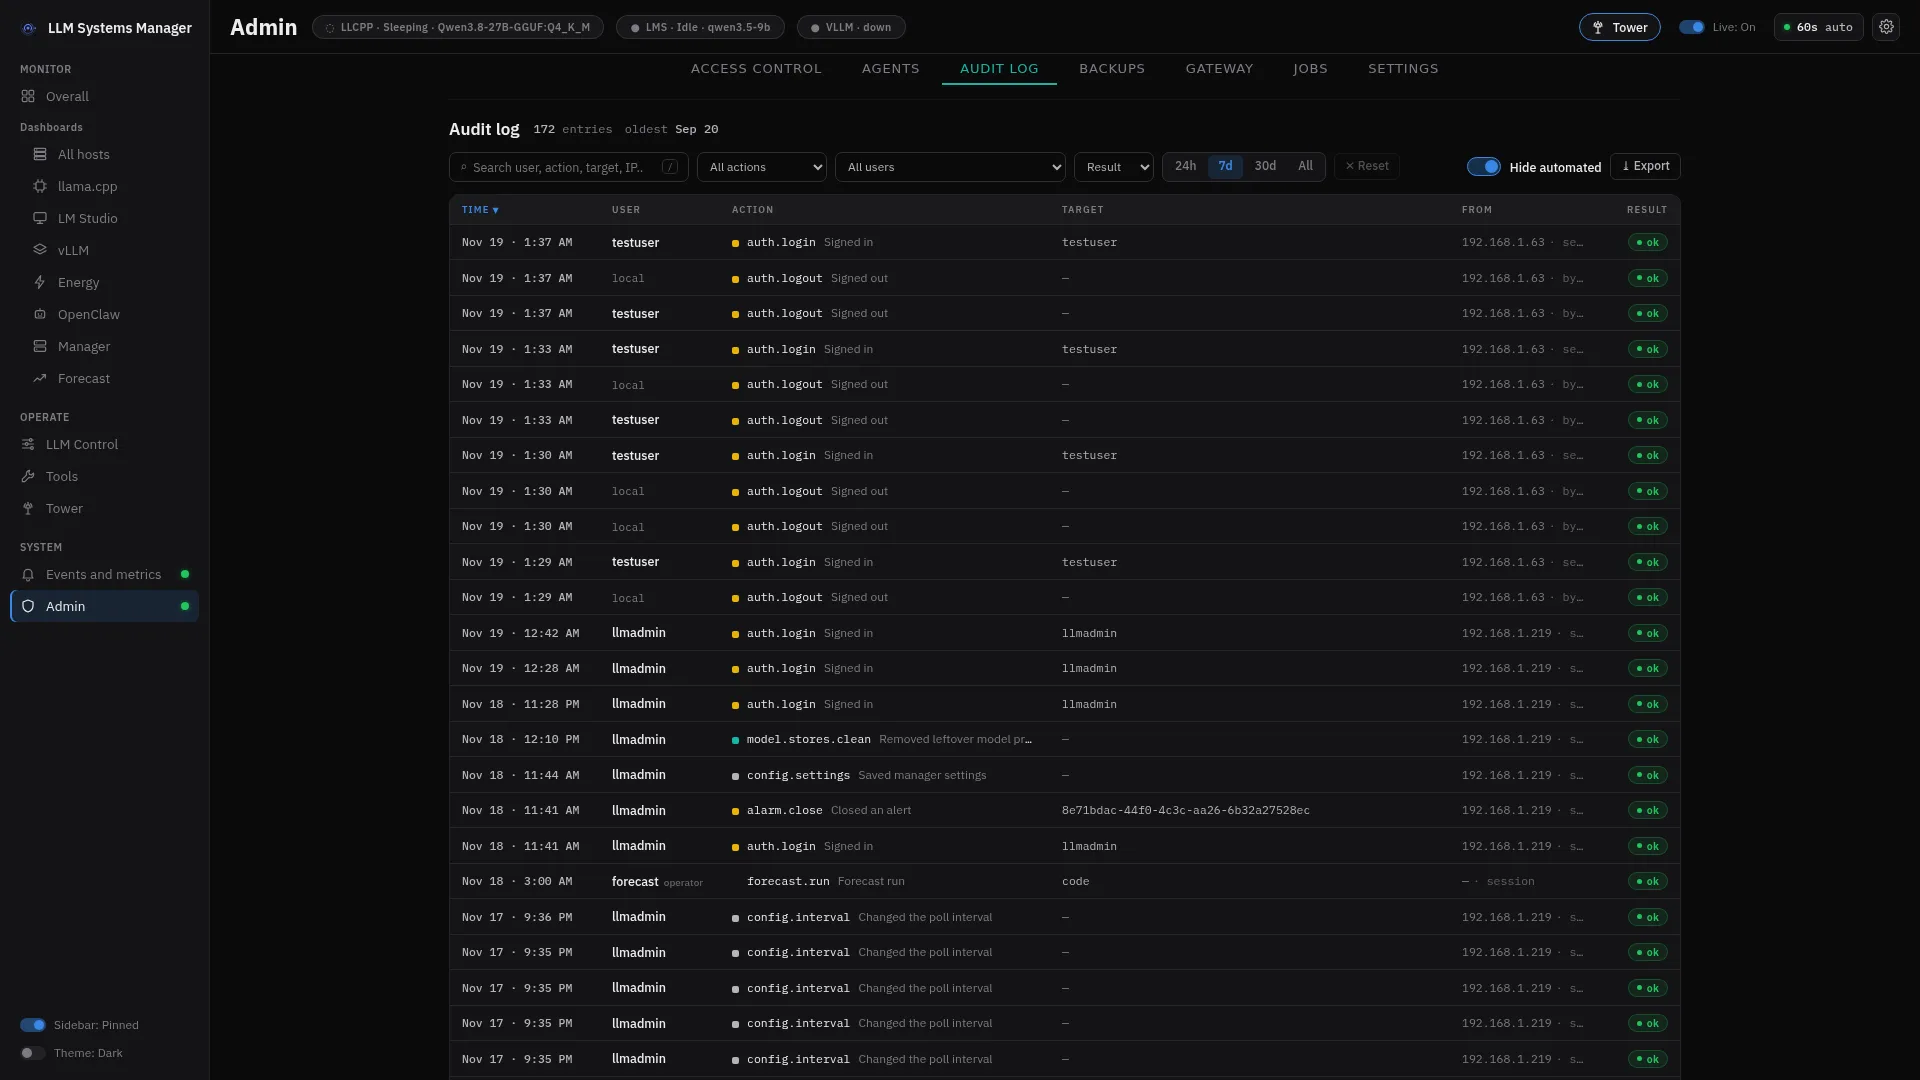 LLM Systems Manager
MONITOR
Overall
Dashboards
All hosts
llama.cpp
LM Studio
vLLM
Energy
OpenClaw
Manager
Forecast
OPERATE
LLM Control
Tools
Tower
SYSTEM
Events and metrics
Admin
Sidebar: Pinned
Theme: Dark
Admin
LLCPP · Sleeping · Qwen3.8-27B-GGUF:Q4_K_M
LMS · Idle · qwen3.5-9b
VLLM · down
Tower
Live: On
60s auto
ACCESS CONTROL AGENTS AUDIT LOG BACKUPS GATEWAY JOBS SETTINGS
Audit log 172 entries oldest Sep 20
Search user, action, target, IP.. / All actions All users Result 24h 7d 30d All × Reset Hide automated ↓ Export
TIME ▼ USER ACTION TARGET FROM RESULT
Nov 19 · 1:37 AM testuser auth.login Signed in testuser 192.168.1.63 · se… ok
Nov 19 · 1:37 AM local auth.logout Signed out — 192.168.1.63 · by… ok
Nov 19 · 1:37 AM testuser auth.logout Signed out — 192.168.1.63 · by… ok
Nov 19 · 1:33 AM testuser auth.login Signed in testuser 192.168.1.63 · se… ok
Nov 19 · 1:33 AM local auth.logout Signed out — 192.168.1.63 · by… ok
Nov 19 · 1:33 AM testuser auth.logout Signed out — 192.168.1.63 · by… ok
Nov 19 · 1:30 AM testuser auth.login Signed in testuser 192.168.1.63 · se… ok
Nov 19 · 1:30 AM local auth.logout Signed out — 192.168.1.63 · by… ok
Nov 19 · 1:30 AM local auth.logout Signed out — 192.168.1.63 · by… ok
Nov 19 · 1:29 AM testuser auth.login Signed in testuser 192.168.1.63 · se… ok
Nov 19 · 1:29 AM local auth.logout Signed out — 192.168.1.63 · by… ok
Nov 19 · 12:42 AM llmadmin auth.login Signed in llmadmin 192.168.1.219 · s… ok
Nov 19 · 12:28 AM llmadmin auth.login Signed in llmadmin 192.168.1.219 · s… ok
Nov 18 · 11:28 PM llmadmin auth.login Signed in llmadmin 192.168.1.219 · s… ok
Nov 18 · 12:10 PM llmadmin model.stores.clean Removed leftover model pr… — 192.168.1.219 · s… ok
Nov 18 · 11:44 AM llmadmin config.settings Saved manager settings — 192.168.1.219 · s… ok
Nov 18 · 11:41 AM llmadmin alarm.close Closed an alert 8e71bdac-44f0-4c3c-aa26-6b32a27528ec 192.168.1.219 · s… ok
Nov 18 · 11:41 AM llmadmin auth.login Signed in llmadmin 192.168.1.219 · s… ok
Nov 18 · 3:00 AM forecast operator forecast.run Forecast run code — · session ok
Nov 17 · 9:36 PM llmadmin config.interval Changed the poll interval — 192.168.1.219 · s… ok
Nov 17 · 9:35 PM llmadmin config.interval Changed the poll interval — 192.168.1.219 · s… ok
Nov 17 · 9:35 PM llmadmin config.interval Changed the poll interval — 192.168.1.219 · s… ok
Nov 17 · 9:35 PM llmadmin config.interval Changed the poll interval — 192.168.1.219 · s… ok
Nov 17 · 9:35 PM llmadmin config.interval Changed the poll interval — 192.168.1.219 · s… ok